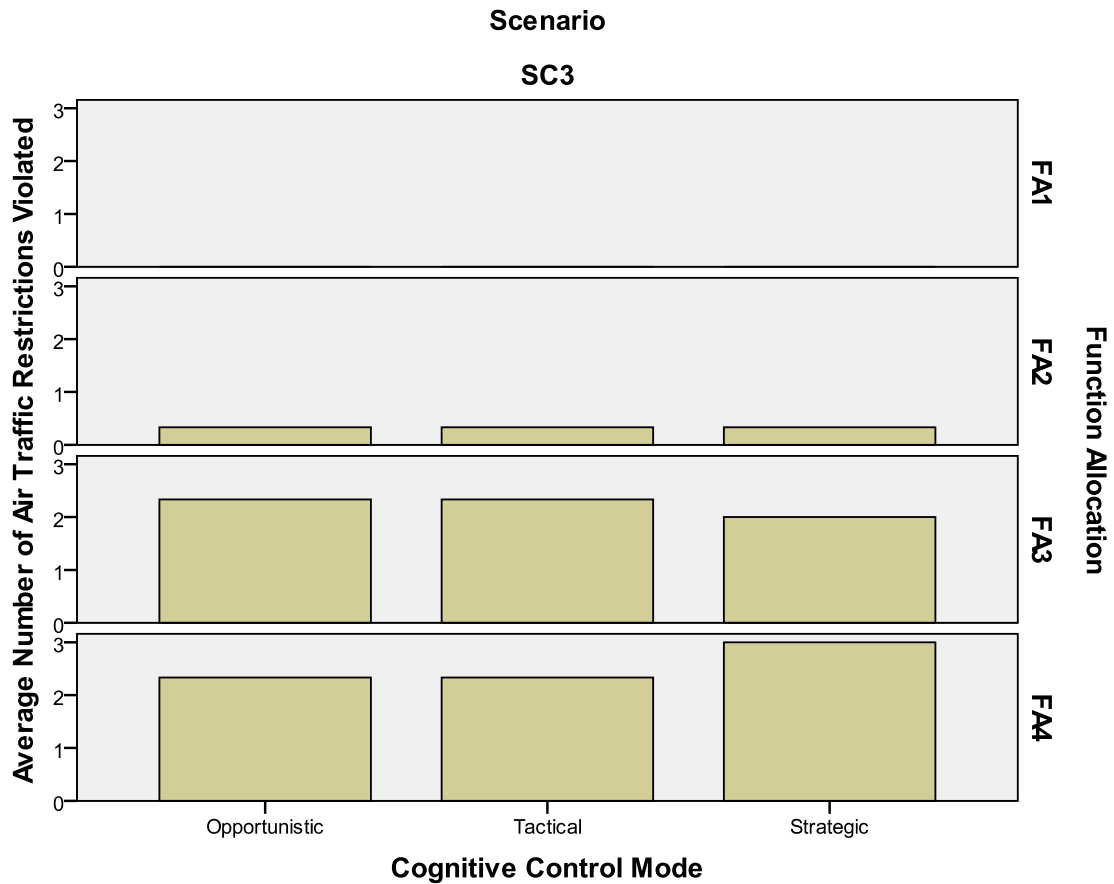 Scenario
SC3
Average Number of Air Traffic Restrictions Violated
3
2
1
0
FA1
3
2
1
0
FA2
3
2
1
0
FA3
3
2
1
0
FA4
Function Allocation
Opportunistic Tactical Strategic
Cognitive Control Mode